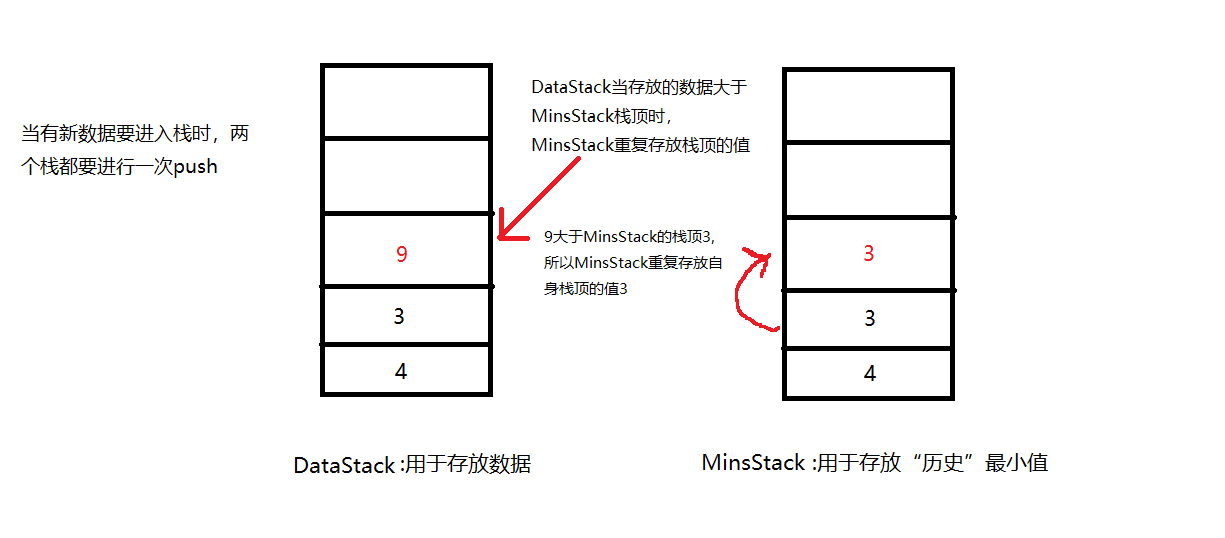 当有新数据要进入栈时，两
个栈都要进行一次push
DataStack当存放的数据大于
MinsStack栈顶时，
MinsStack重复存放栈顶的值
9大于MinsStack的栈顶3,
所以MinsStack重复存放自
身栈顶的值3
9
3
4
3
3
4
DataStack :用于存放数据
MinsStack :用于存放“历史”最小值